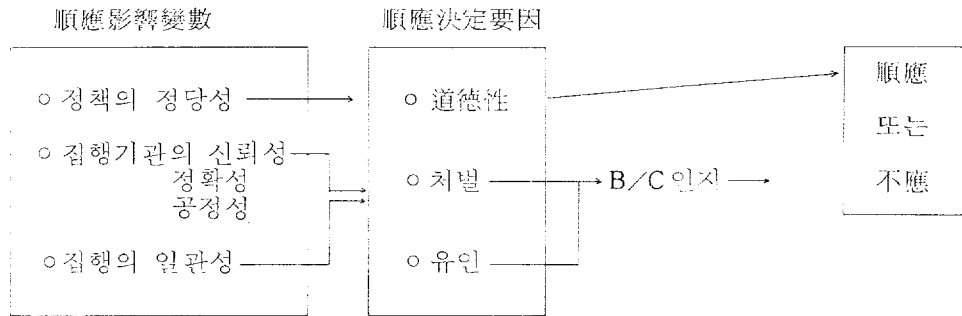 順應影響變數
順應決定要因
○ 정책의 정당성
○ 집행기관의 신뢰성
정확성
공정성
○ 집행의 일관성
○ 道德性
○ 처벌
○ 유인
B/C 인지
順應
또는
不應